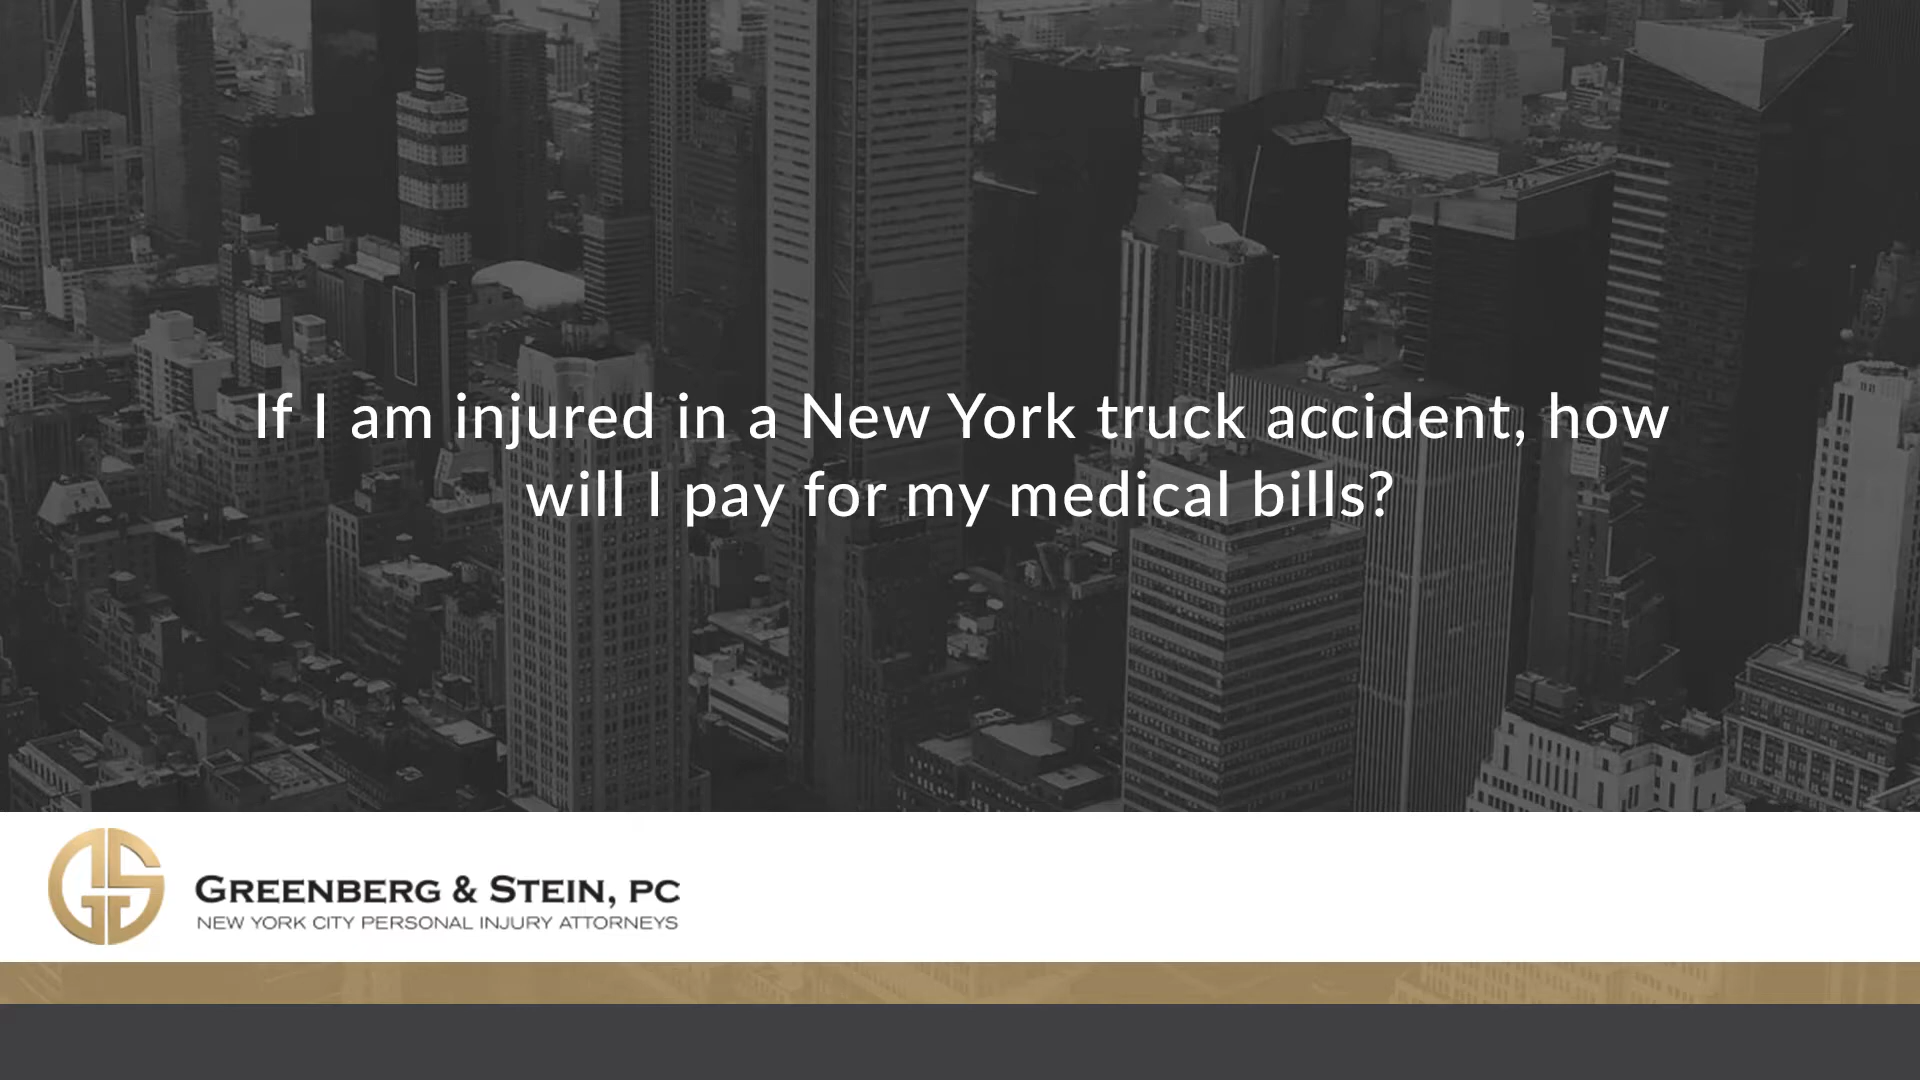 If I am injured in a New York truck accident, how
will I pay for my medical bills?
GREENBERG & STEIN, PC
NEW YORK CITY PERSONAL INJURY ATTORNEYS